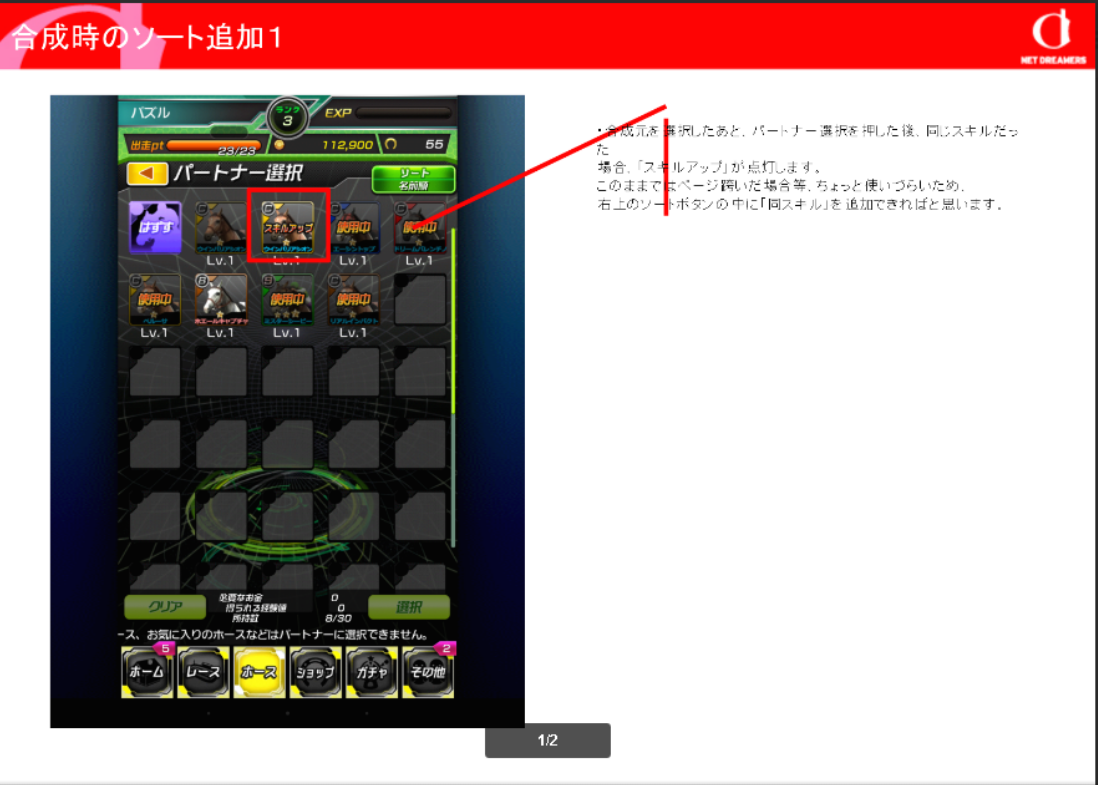 合成時のソート追加1
NET DREAMERS
パズル
ランク
3
EXP
出走pt
23/23
112,900
55
パートナー選択
ソート
名前順
はずす
スキルアップ
使用中
使用中
Lv.1
Lv.1
Lv.1
Lv.1
使用中
使用中
使用中
Lv.1
Lv.1
Lv.1
Lv.1
・合成元を選択したあと、パートナー選択を押した後、同じスキルだっ
た
場合、「スキルアップ」が点灯します。
このままではページ跨いだ場合等、ちょっと使いづらいため、
右上のソートボタンの中に「同スキル」を追加できればと思います。
クリア
必要なお金
0
得られる経験値
0
所持数
8/30
選択
ース、お気に入りのホースなどはパートナーに選択できません。
5
2
ホーム
レース
ホース
ショップ
ガチャ
その他
1/2